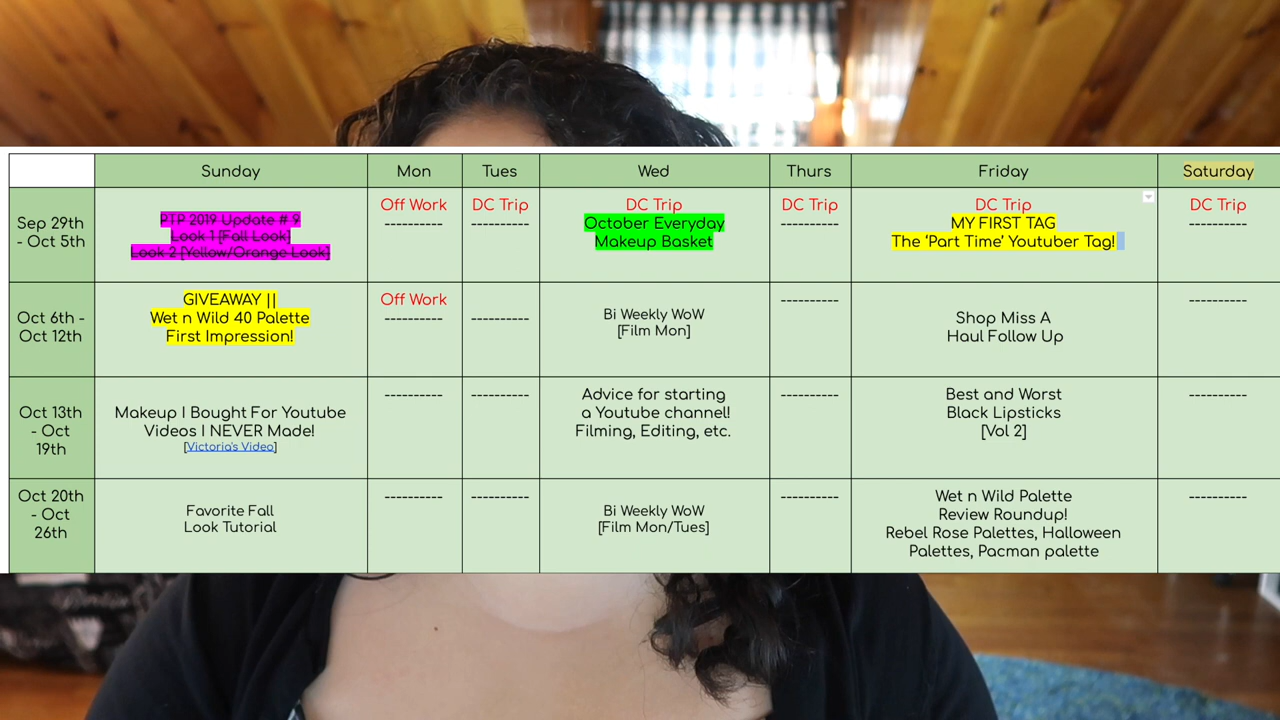 Sunday
Mon
Tues
Wed
Thurs
Friday
Saturday
Sep 29th
- Oct 5th
PTP 2019 Update # 9
Look 1 [Fall Look]
Look 2 [Yellow/Orange Look]
Off Work
----------
DC Trip
----------
DC Trip
October Everyday
Makeup Basket
DC Trip
----------
DC Trip
MY FIRST TAG
The ‘Part Time’ Youtuber Tag!
DC Trip
----------
Oct 6th -
Oct 12th
GIVEAWAY ||
Wet n Wild 40 Palette
First Impression!
Off Work
----------
----------
Bi Weekly WoW
[Film Mon]
----------
Shop Miss A
Haul Follow Up
----------
Oct 13th
- Oct
19th
Makeup I Bought For Youtube
Videos I NEVER Made!
[Victoria's Video]
----------
----------
Advice for starting
a Youtube channel!
Filming, Editing, etc.
----------
Best and Worst
Black Lipsticks
[Vol 2]
----------
Oct 20th
- Oct
26th
Favorite Fall
Look Tutorial
----------
----------
Bi Weekly WoW
[Film Mon/Tues]
----------
Wet n Wild Palette
Review Roundup!
Rebel Rose Palettes, Halloween
Palettes, Pacman palette
----------